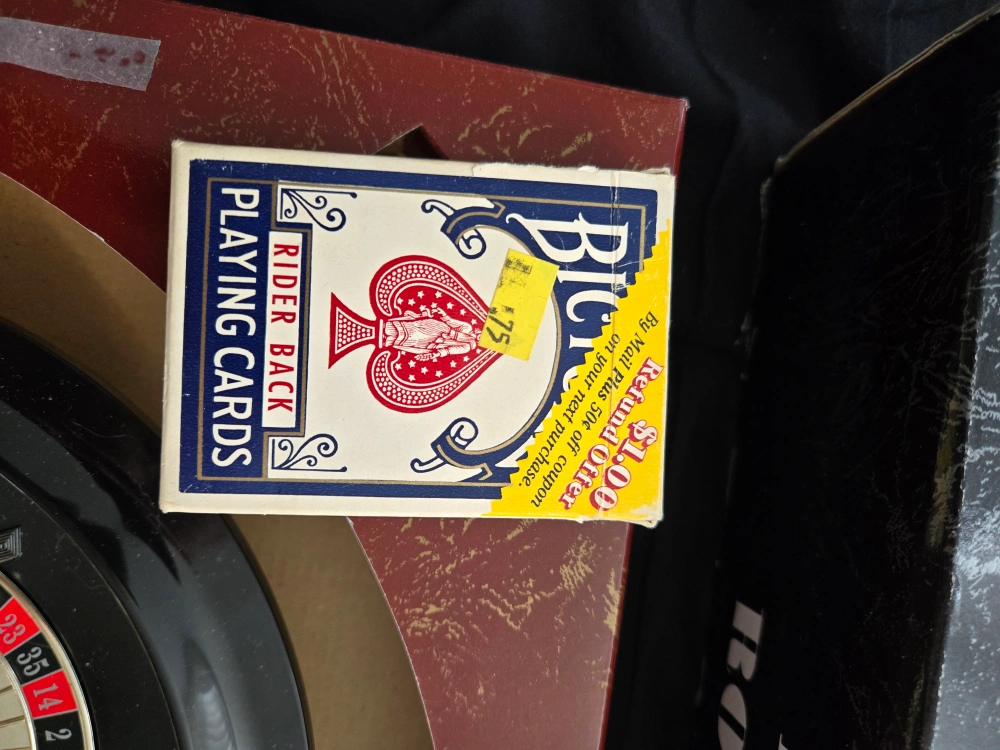 BICYC
$1.00
Refund Offer
By Mail Plus 50¢ off coupon
on your next purchase.
.75
RIDER BACK
PLAYING CARDS
23
35
14
2